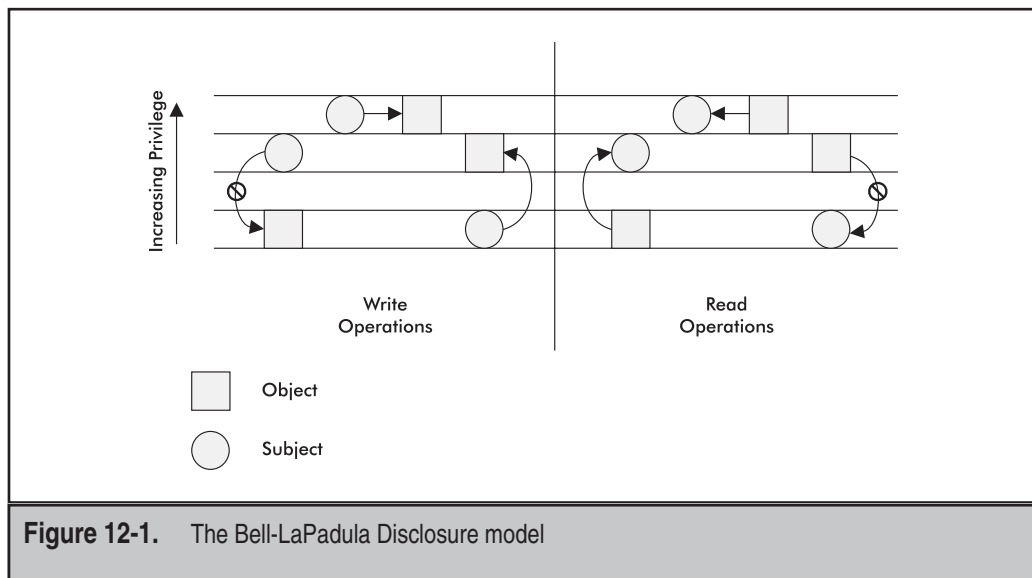 Increasing Privilege
Write
Operations
Read
Operations
Object
Subject
Figure 12-1. The Bell-LaPadula Disclosure model